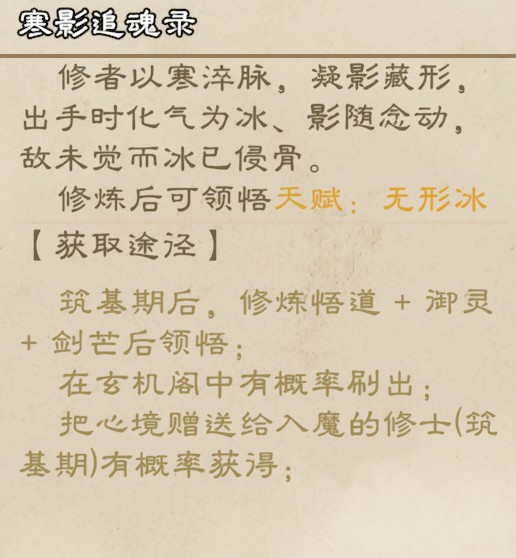 寒影追魂录
修者以寒淬脉，凝影藏形，
出手时化气为冰、影随念动，
敌未觉而冰已侵骨。
修炼后可领悟天赋：无形冰
【获取途径】
筑基期后，修炼悟道 + 御灵
+ 剑芒后领悟；
在玄机阁中有概率刷出；
把心境赠送给入魔的修士(筑
基期)有概率获得；